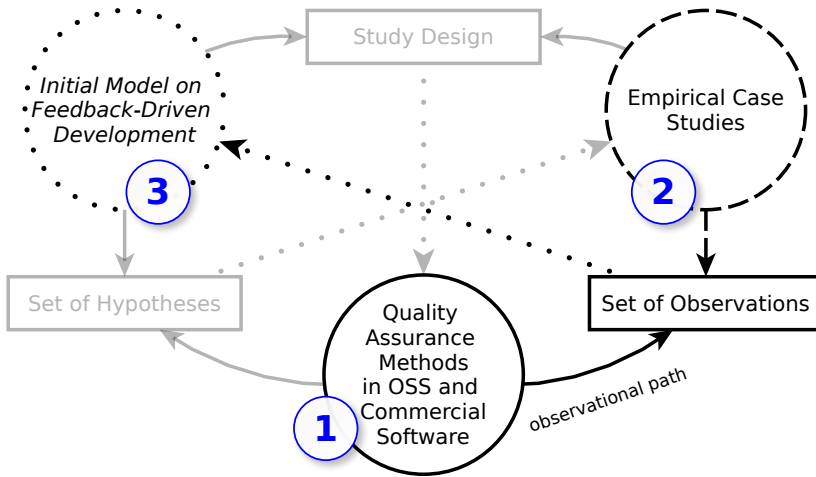 Study Design
Initial Model on
Feedback-Driven
Development
Empirical Case
Studies
3
2
Set of Hypotheses
Set of Observations
Quality
Assurance
Methods
in OSS and
Commercial
Software
1
observational path